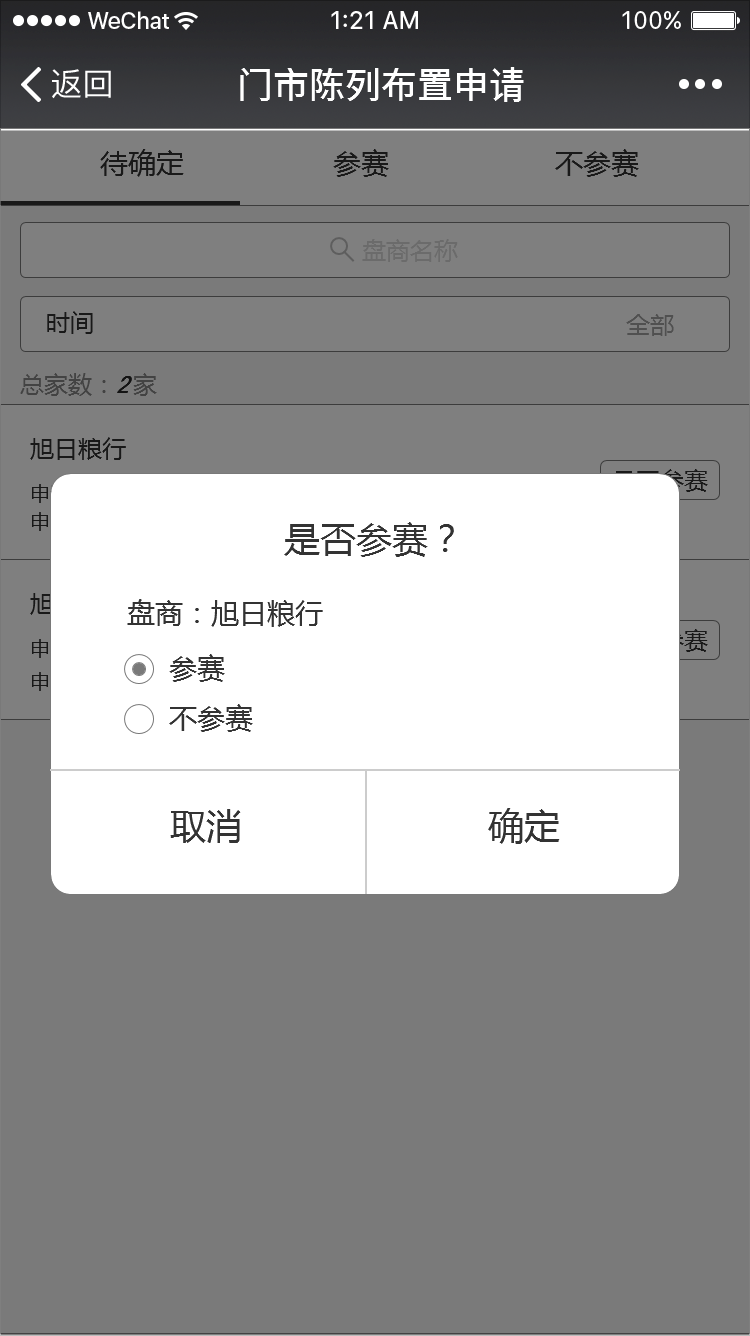 WeChat 1:21 AM 100%
返回 门市陈列布置申请
待确定 参赛 不参赛
盘商名称
时间 全部
总家数：2家
旭日粮行
申
申
参赛
是否参赛？
盘商：旭日粮行
参赛
不参赛
取消 确定
旭
申
申
赛